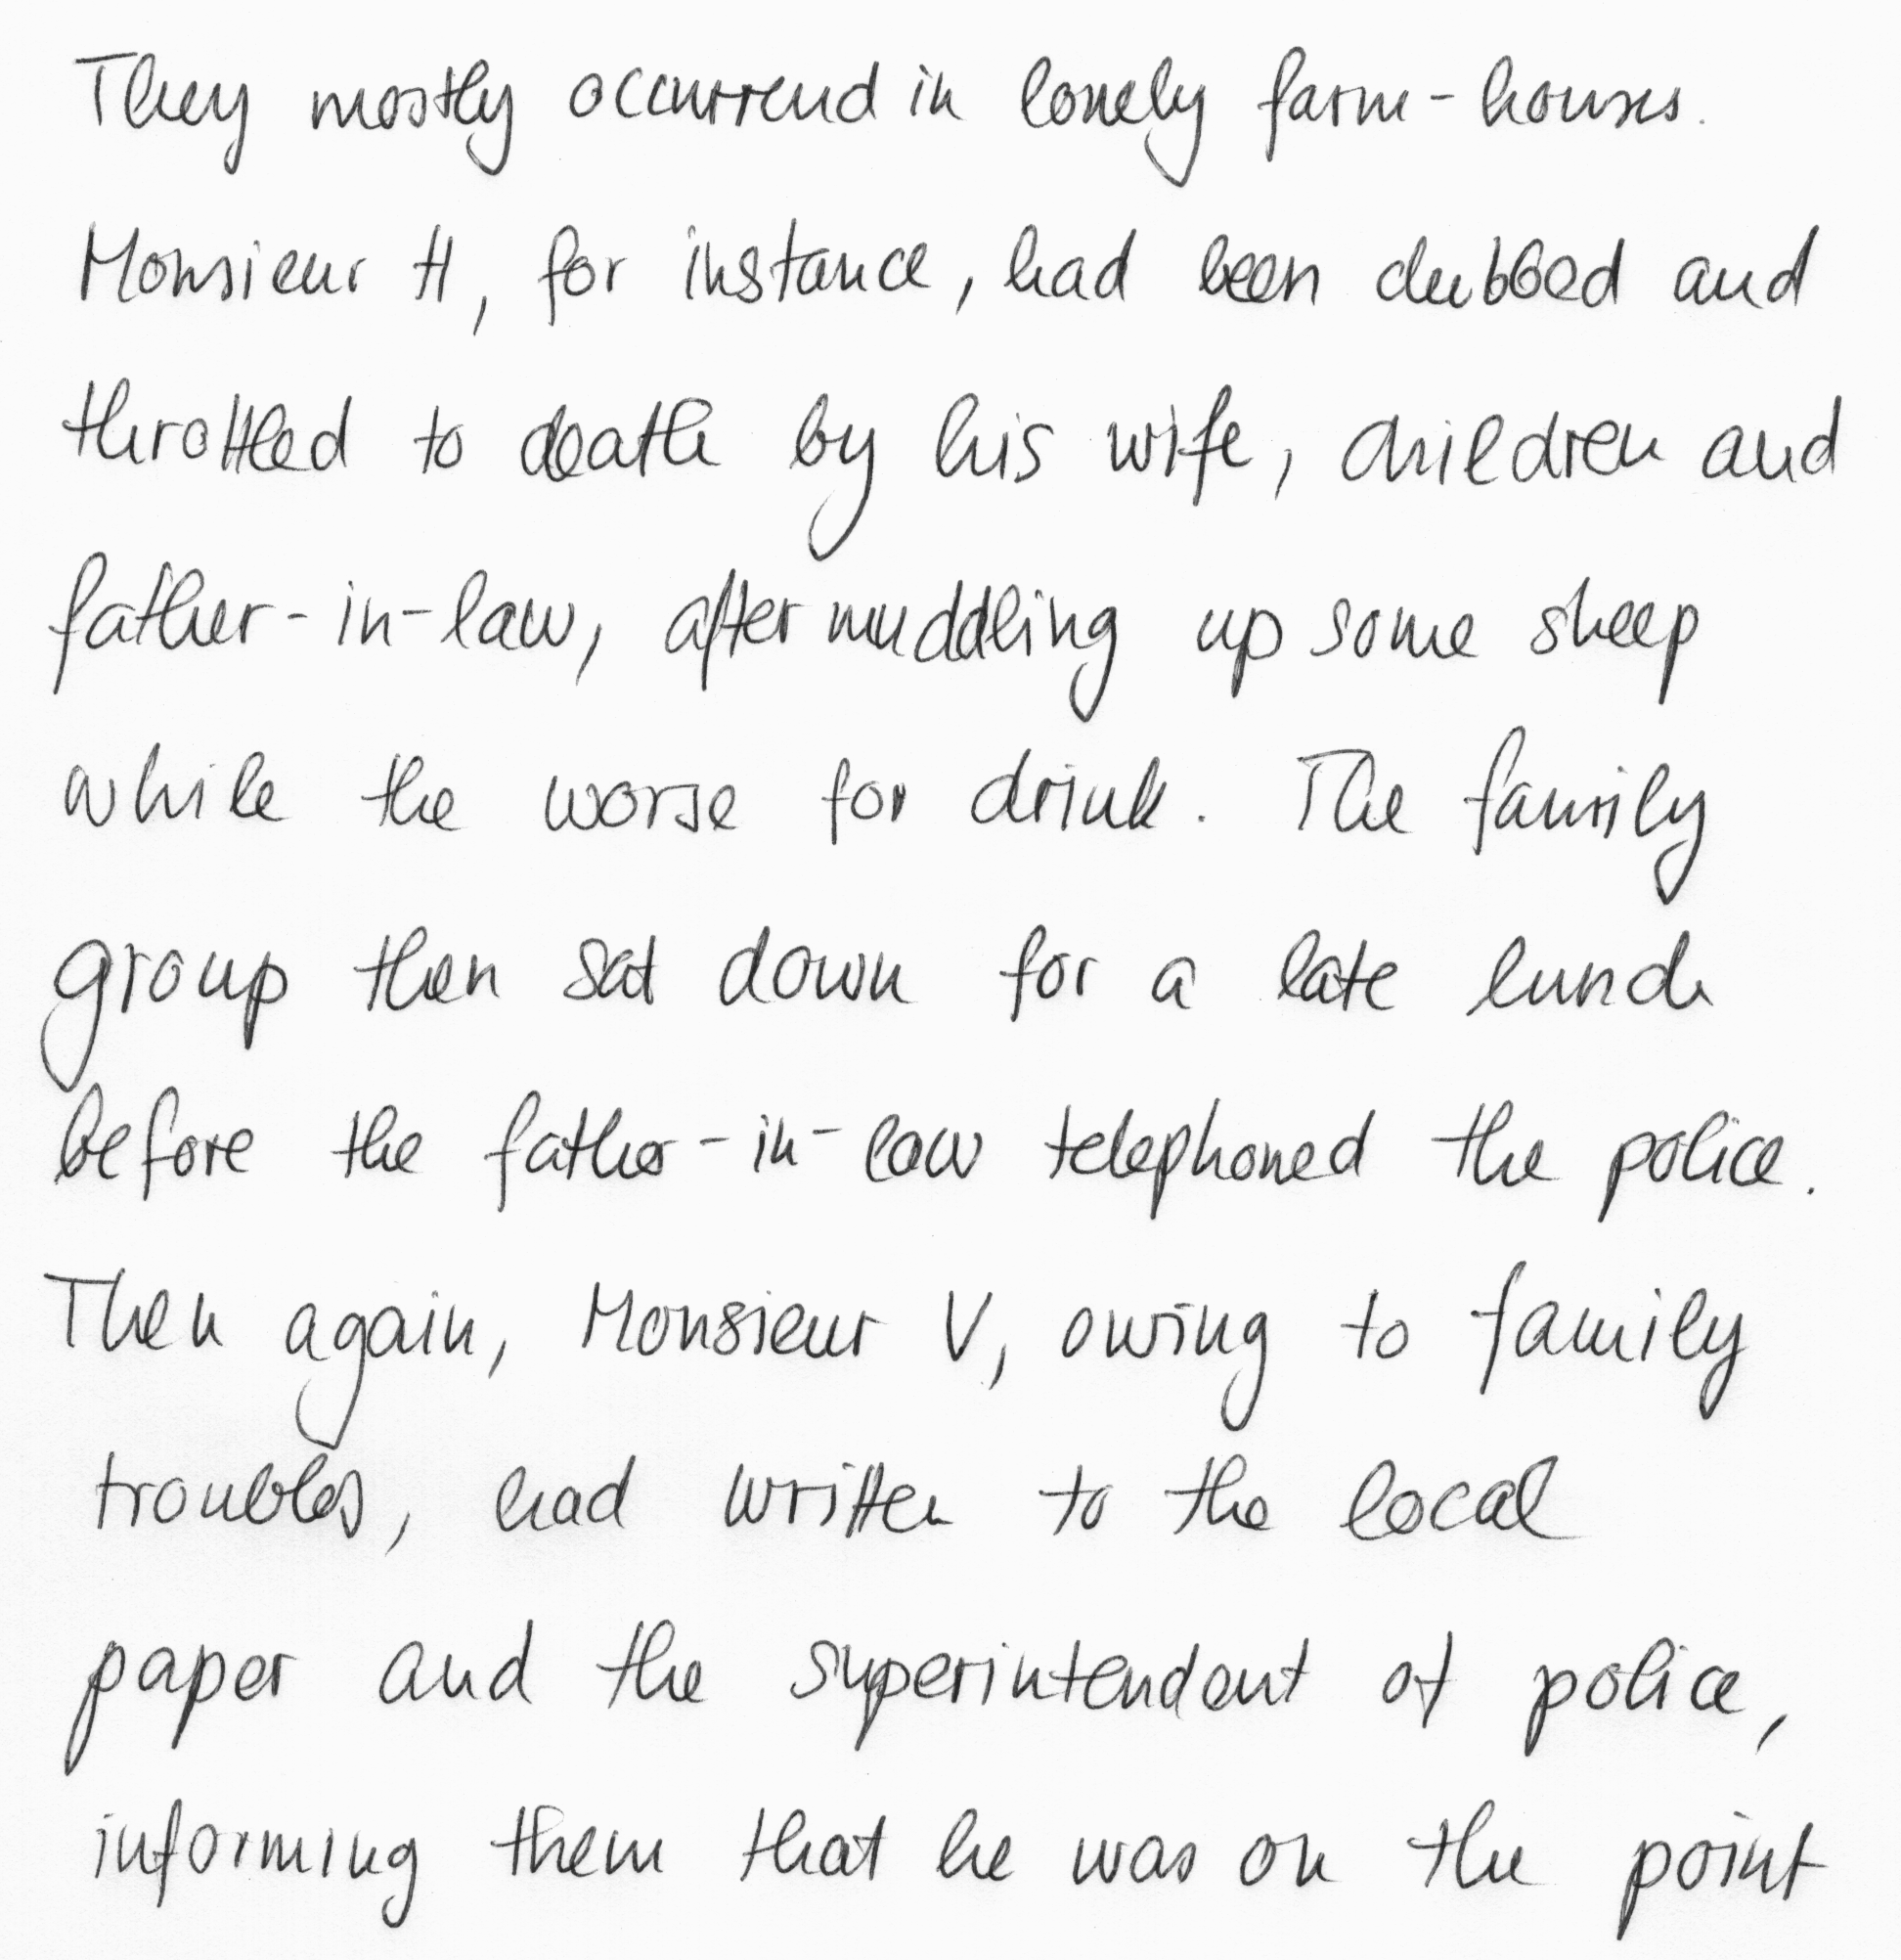 They mostly occurrend in lonely farm-houses.
Monsieur H, for instance, had been clubbed and
throttled to death by his wife, children and
father-in-law, after muddling up some sheep
while the worse for drink. The family
group then sat down for a late lunch
before the father-in-law telephoned the police.
Then again, Monsieur V, owing to family
troubles, had written to the local
paper and the superintendant of police,
informing them that he was on the point